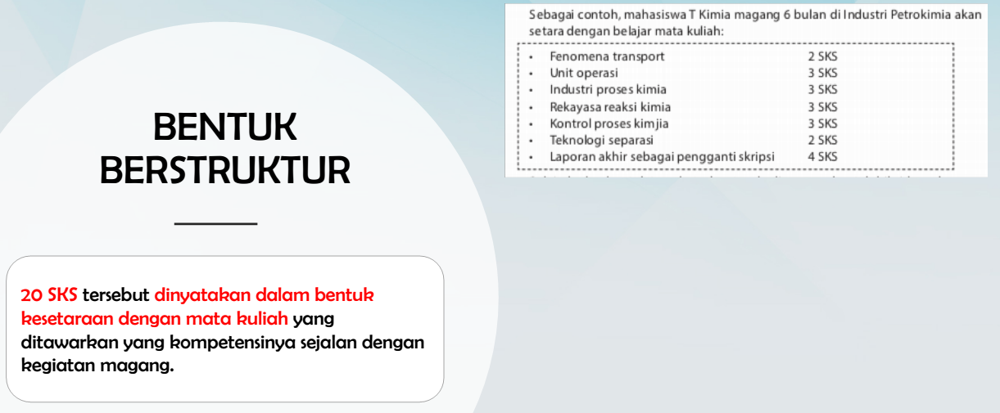 BENTUK
BERSTRUKTUR
20 SKS tersebut dinyatakan dalam bentuk
kesetaraan dengan mata kuliah yang
ditawarkan yang kompetensinya sejalan dengan
kegiatan magang.
Sebagai contoh, mahasiswa T Kimia magang 6 bulan di Industri Petrokimia akan
setara dengan belajar mata kuliah:
• Fenomena transport 2 SKS
• Unit operasi 3 SKS
• Industri proses kimia 3 SKS
• Rekayasa reaksi kimia 3 SKS
• Kontrol proses kimjia 3 SKS
• Teknologi separasi 2 SKS
• Laporan akhir sebagai pengganti skripsi 4 SKS